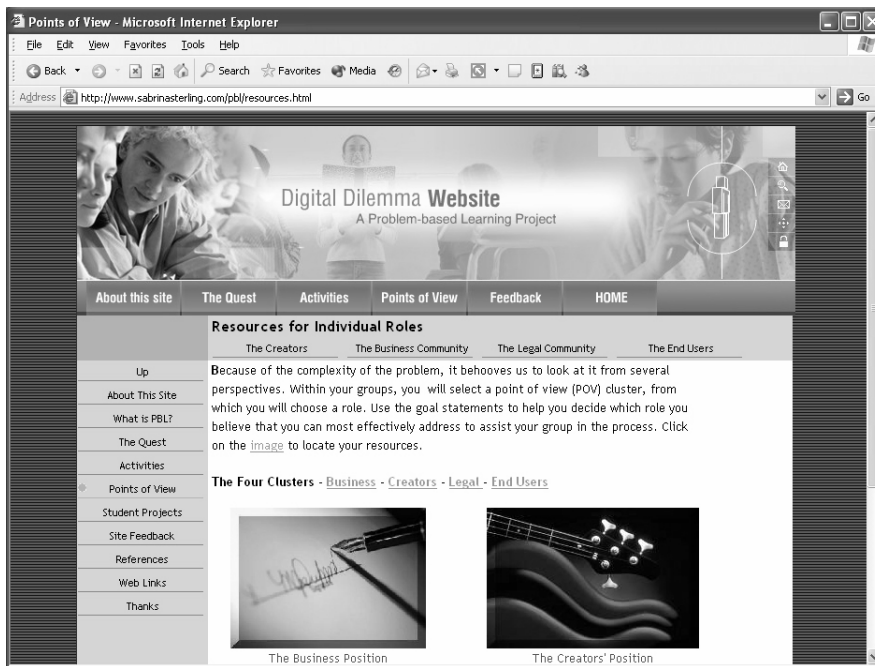 Points of View - Microsoft Internet Explorer
File Edit View Favorites Tools Help
Back Search Favorites Media
Address http://www.sabrinasterling.com/pbl/resources.html Go
Digital Dilemma Website
A Problem-based Learning Project
About this site The Quest Activities Points of View Feedback HOME
Resources for Individual Roles
The Creators The Business Community The Legal Community The End Users
Up
About This Site
What is PBL?
The Quest
Activities
Points of View
Student Projects
Site Feedback
References
Web Links
Thanks
Because of the complexity of the problem, it behooves us to look at it from several
perspectives. Within your groups, you will select a point of view (POV) cluster, from
which you will choose a role. Use the goal statements to help you decide which role you
believe that you can most effectively address to assist your group in the process. Click
on the image to locate your resources.
The Four Clusters - Business - Creators - Legal - End Users
The Business Position
The Creators' Position